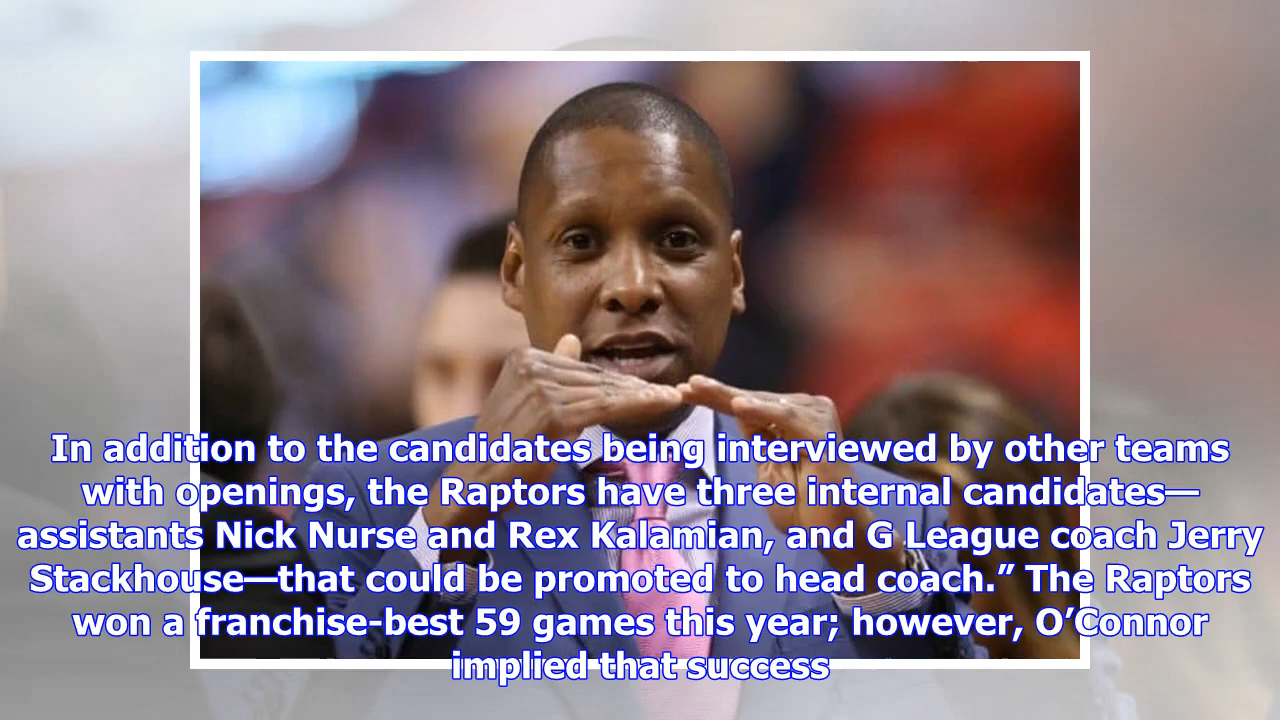 In addition to the candidates being interviewed by other teams
with openings, the Raptors have three internal candidates—
assistants Nick Nurse and Rex Kalamian, and G League coach Jerry
Stackhouse—that could be promoted to head coach.” The Raptors
won a franchise-best 59 games this year; however, O’Connor
implied that success